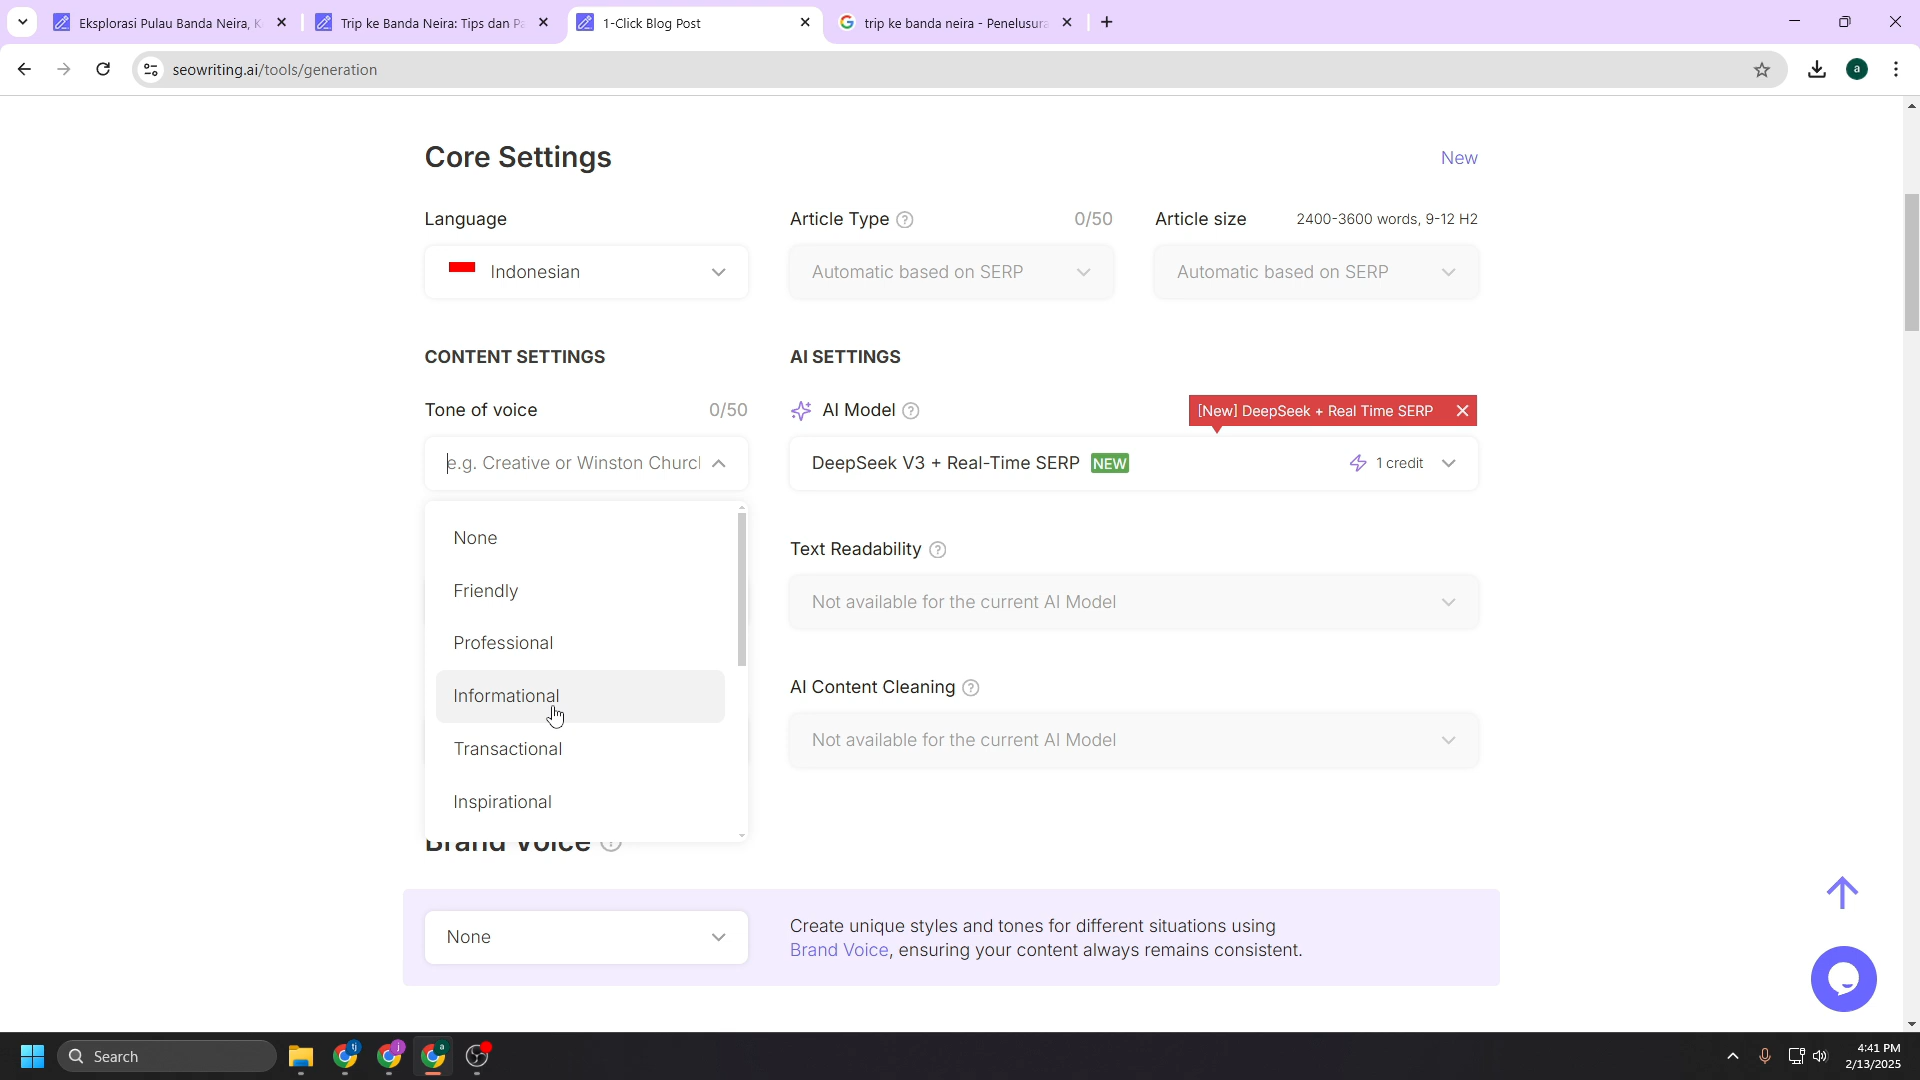 Eksplorasi Pulau Banda Neira, K
Trip ke Banda Neira: Tips dan Pa
1-Click Blog Post
trip ke banda neira - Penelusura
seowriting.ai/tools/generation
a
Core Settings
New
Language
Article Type ?
0/50
Article size
2400-3600 words, 9-12 H2
Indonesian
Automatic based on SERP
Automatic based on SERP
CONTENT SETTINGS
AI SETTINGS
Tone of voice
0/50
AI Model ?
[New] DeepSeek + Real Time SERP
e.g. Creative or Winston Churcl
DeepSeek V3 + Real-Time SERP NEW
1 credit
None
Text Readability ?
Friendly
Not available for the current AI Model
Professional
AI Content Cleaning ?
Informational
Transactional
Not available for the current AI Model
Inspirational
Brand Voice
None
Create unique styles and tones for different situations using
Brand Voice, ensuring your content always remains consistent.
Search
tj
j
a
4:41 PM
2/13/2025